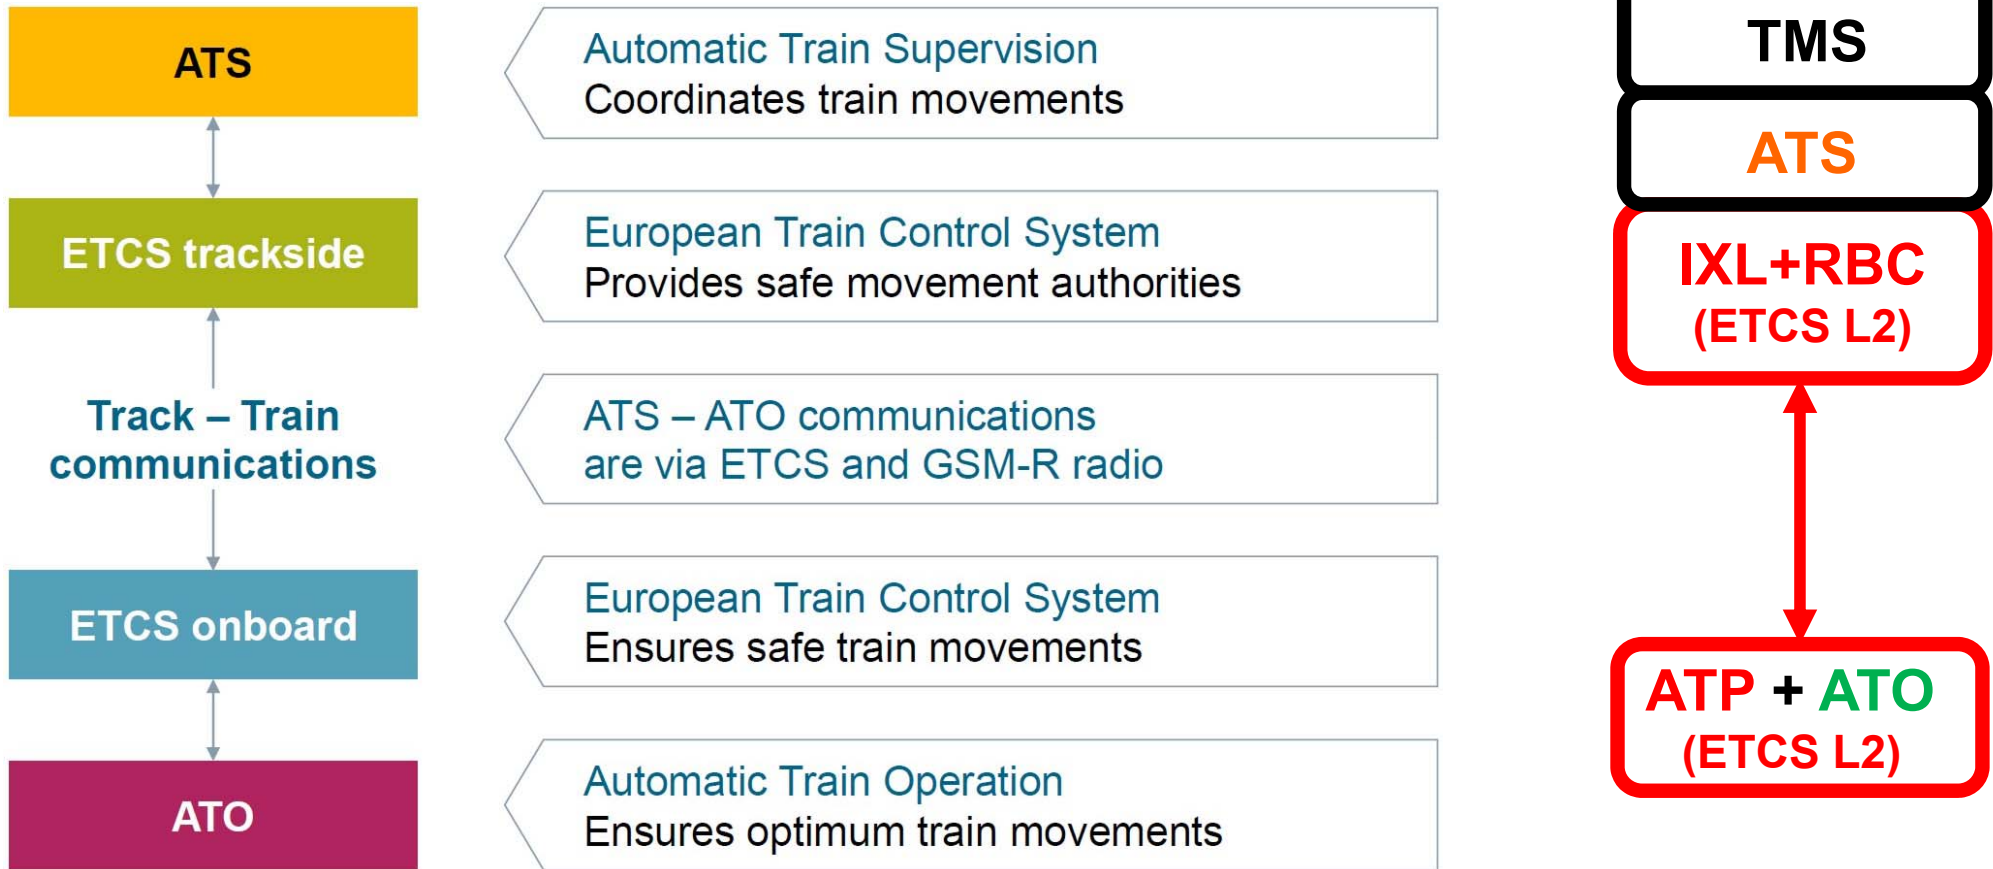 ATS
Automatic Train Supervision
Coordinates train movements
ETCS trackside
European Train Control System
Provides safe movement authorities
Track – Train
communications
ATS – ATO communications
are via ETCS and GSM-R radio
ETCS onboard
European Train Control System
Ensures safe train movements
ATO
Automatic Train Operation
Ensures optimum train movements
TMS
ATS
IXL+RBC
(ETCS L2)
ATP + ATO
(ETCS L2)